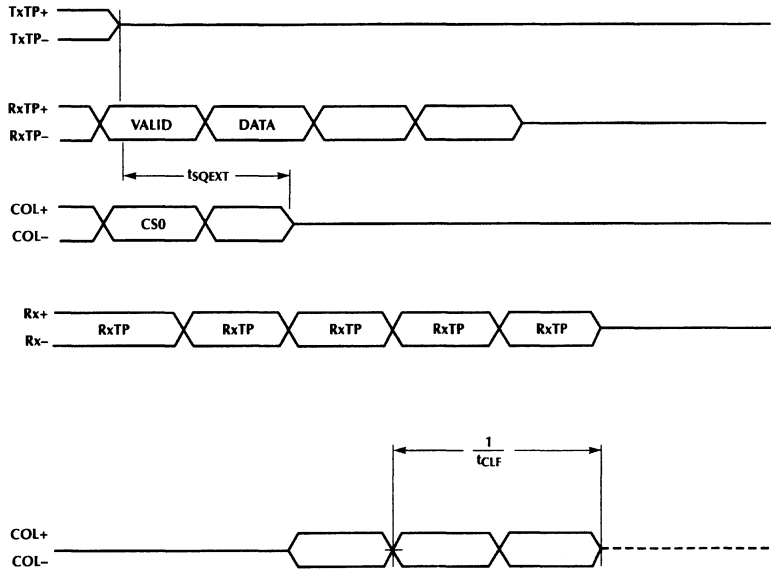 TxTP+
TxTP–
RxTP+
RxTP–
VALID
DATA
tSQEXT
COL+
COL–
CS0
Rx+
Rx–
RxTP
RxTP
RxTP
RxTP
RxTP
1
tCLF
COL+
COL–